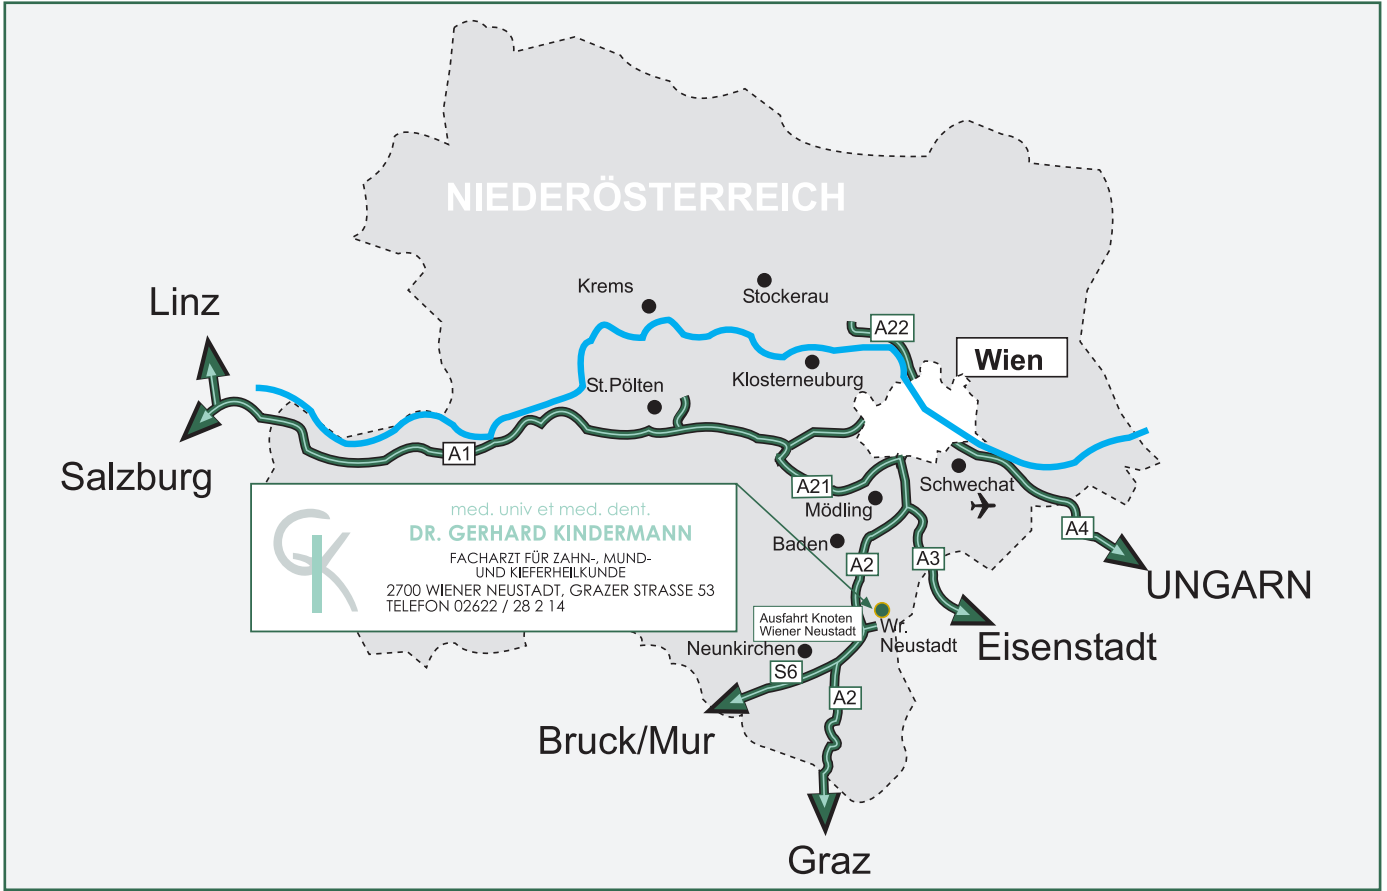 NIEDERÖSTERREICH
Linz
Krems
Stockerau
A22
Wien
Klosterneuburg
St.Pölten
A1
Salzburg
A21
Schwechat
Mödling
A4
Baden
A2
A3
UNGARN
GK
med. univ et med. dent.
DR. GERHARD KINDERMANN
FACHARZT FÜR ZAHN-, MUND-
UND KIEFERHEILKUNDE
2700 WIENER NEUSTADT, GRAZER STRASSE 53
TELEFON 02622 / 28 2 14
Ausfahrt Knoten
Wiener Neustadt
Wr.
Neustadt
Eisenstadt
Neunkirchen
S6
A2
Bruck/Mur
Graz